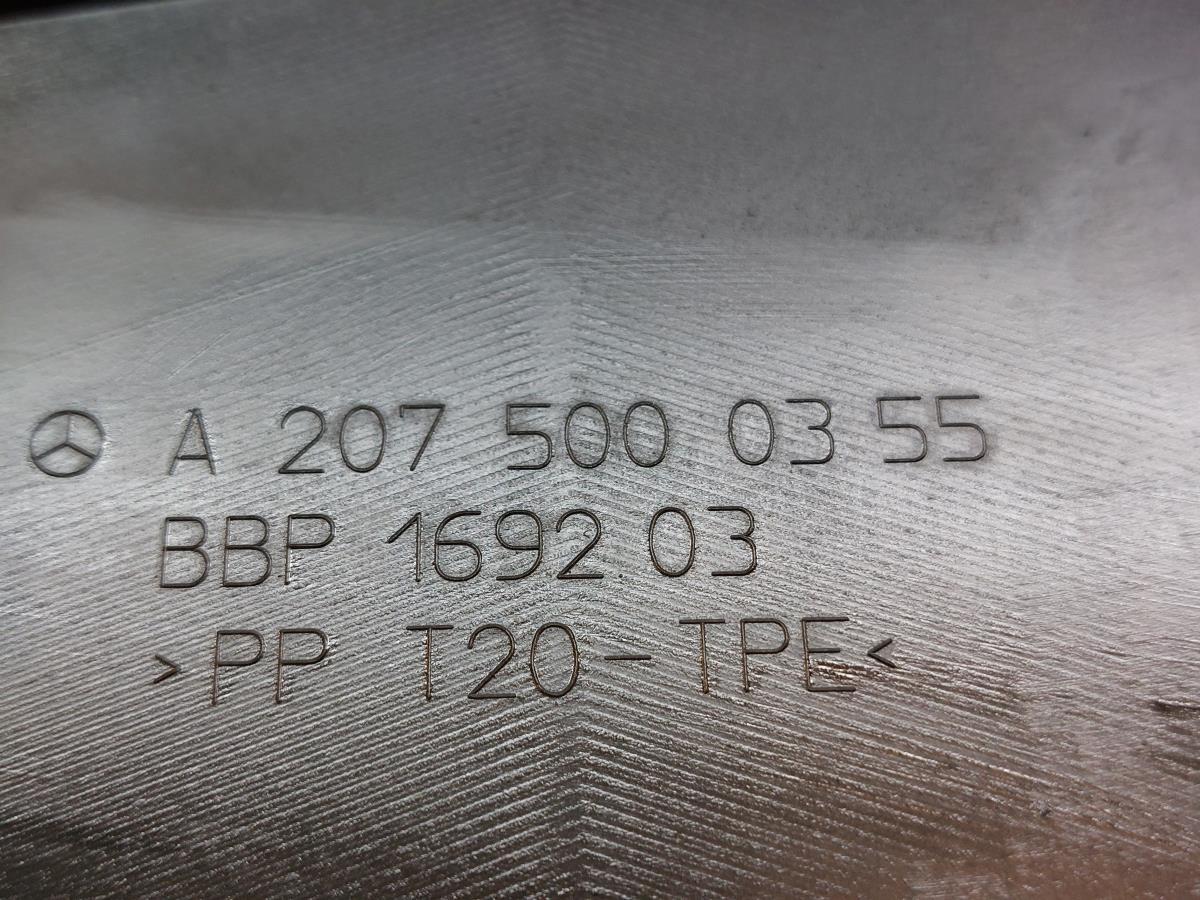 A 207 500 03 55
BBP 1692 03
>PP T20-TPE<